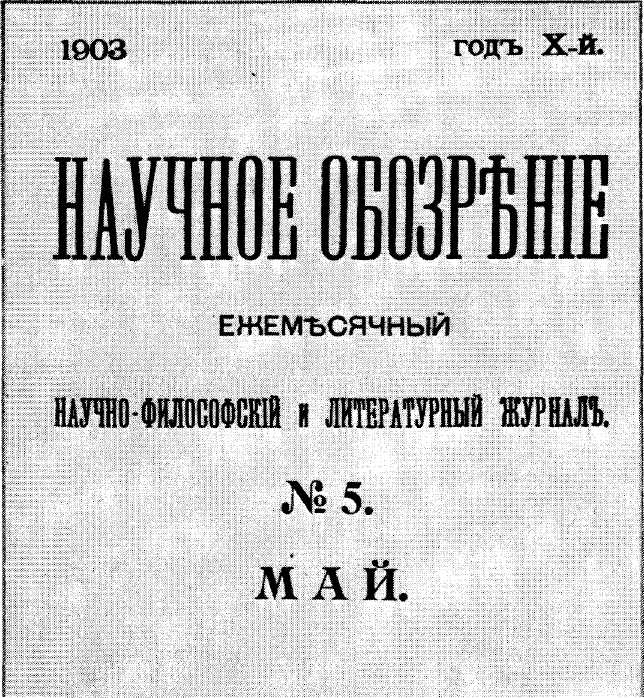 1903 годъ X-й.
НАУЧНОЕ ОБОЗРѢНІЕ
ЕЖЕМѢСЯЧНЫЙ
НАУЧНО-ФИЛОСОФСКІЙ и ЛИТЕРАТУРНЫЙ ЖУРНАЛЪ.
№ 5.
МАЙ.